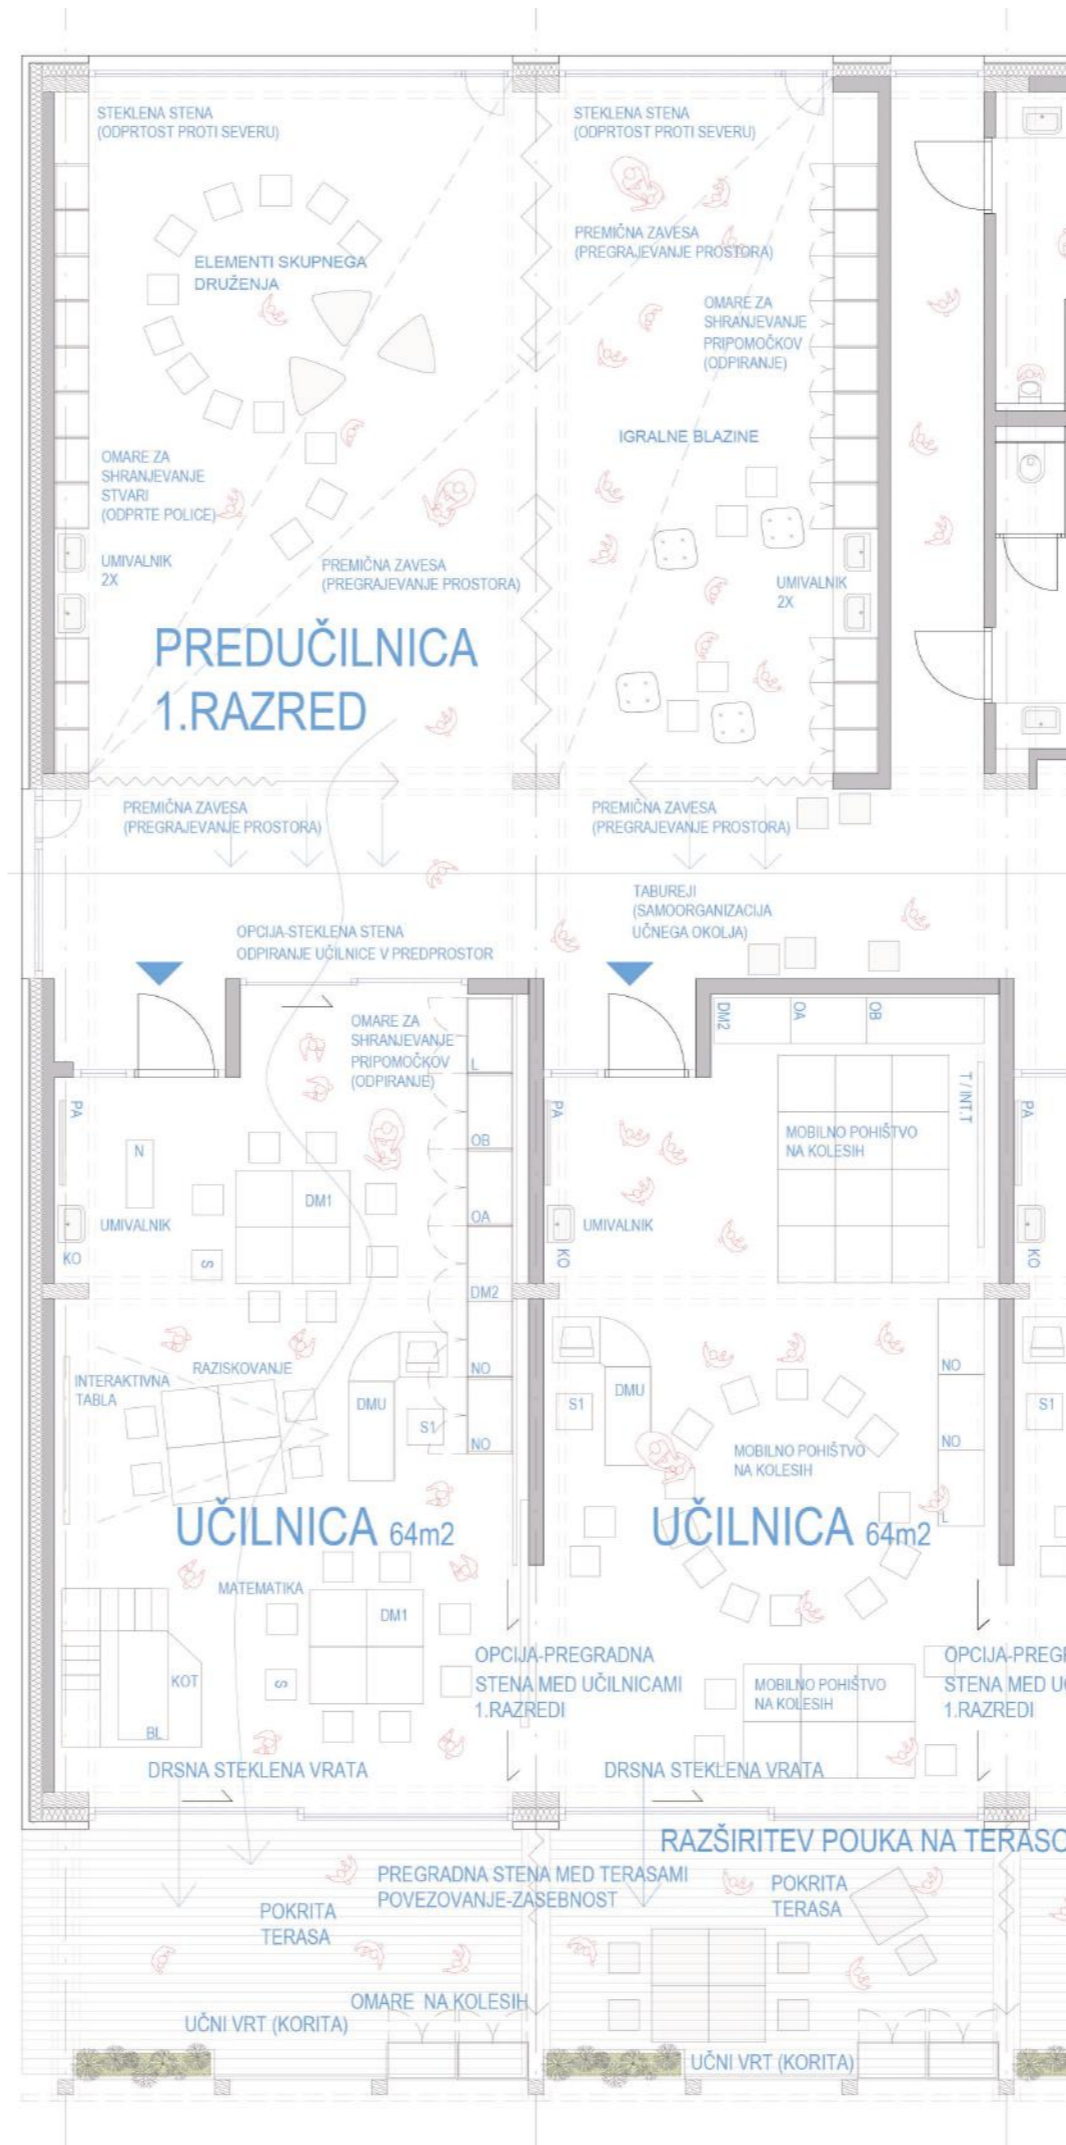 STEKLENA STENA
(ODPRTOST PROTI SEVERU)
STEKLENA STENA
(ODPRTOST PROTI SEVERU)
PREMIČNA ZAVESA
(PREGRAJEVANJE PROSTORA)
ELEMENTI SKUPNEGA
DRUŽENJA
OMARE ZA
SHRANJEVANJE
PRIPOMOČKOV
(ODPIRANJE)
IGRALNE BLAZINE
OMARE ZA
SHRANJEVANJE
STVARI
(ODPRTE POLICE)
UMIVALNIK
2X
PREMIČNA ZAVESA
(PREGRAJEVANJE PROSTORA)
UMIVALNIK
2X
PREDUČILNICA
1.RAZRED
PREMIČNA ZAVESA
(PREGRAJEVANJE PROSTORA)
PREMIČNA ZAVESA
(PREGRAJEVANJE PROSTORA)
TABUREJI
(SAMOORGANIZACIJA
UČNEGA OKOLJA)
OPCIJA-STEKLENA STENA
ODPIRANJE UČILNICE V PREDPROSTOR
OMARE ZA
SHRANJEVANJE
PRIPOMOČKOV
(ODPIRANJE)
L
OB
OA
DM2
NO
NO
DM2
OA
OB
T / INT.T
PA
PA
PA
N
DM1
UMIVALNIK
KO
S
MOBILNO POHIŠTVO
NA KOLESIH
UMIVALNIK
KO
KO
INTERAKTIVNA
TABLA
RAZISKOVANJE
DMU
S1
S1
DMU
NO
NO
L
S1
MOBILNO POHIŠTVO
NA KOLESIH
UČILNICA 64m2
UČILNICA 64m2
MATEMATIKA
DM1
S
KOT
BL
OPCIJA-PREGRADNA
STENA MED UČILNICAMI
1.RAZREDI
MOBILNO POHIŠTVO
NA KOLESIH
OPCIJA-PREG
STENA MED U
1.RAZREDI
DRSNA STEKLENA VRATA
DRSNA STEKLENA VRATA
RAZŠIRITEV POUKA NA TERASO
PREGRADNA STENA MED TERASAMI
POVEZOVANJE-ZASEBNOST
POKRITA
TERASA
POKRITA
TERASA
OMARE NA KOLESIH
UČNI VRT (KORITA)
UČNI VRT (KORITA)